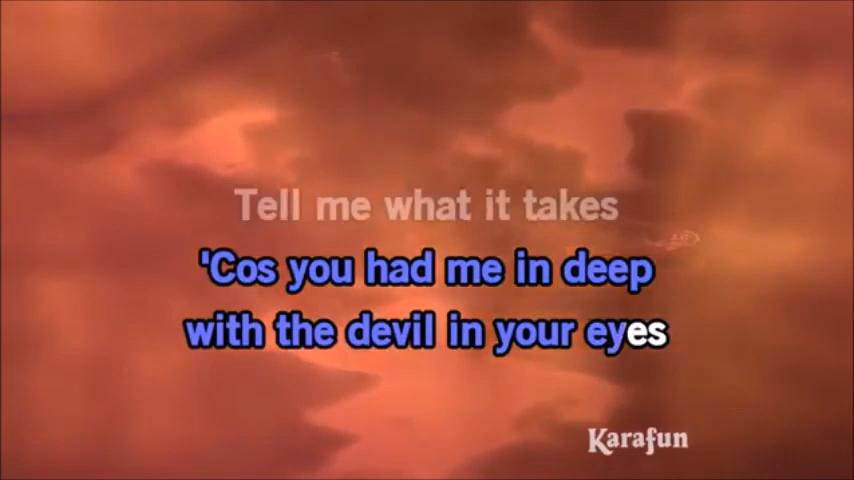 Tell me what it takes
'Cos you had me in deep
with the devil in your eyes
Karafun